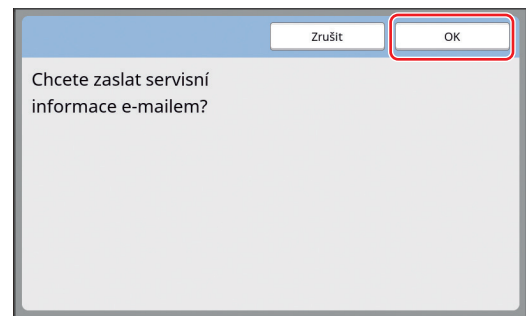 Zrušit
OK
Chcete zaslat servisní
informace e-mailem?